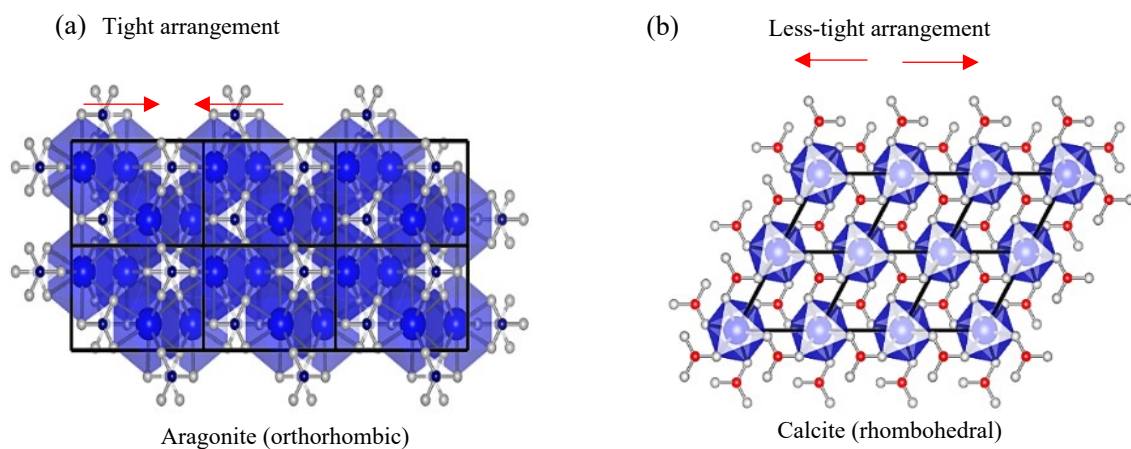 (a) Tight arrangement
(b) Less-tight arrangement
Aragonite (orthorhombic)
Calcite (rhombohedral)